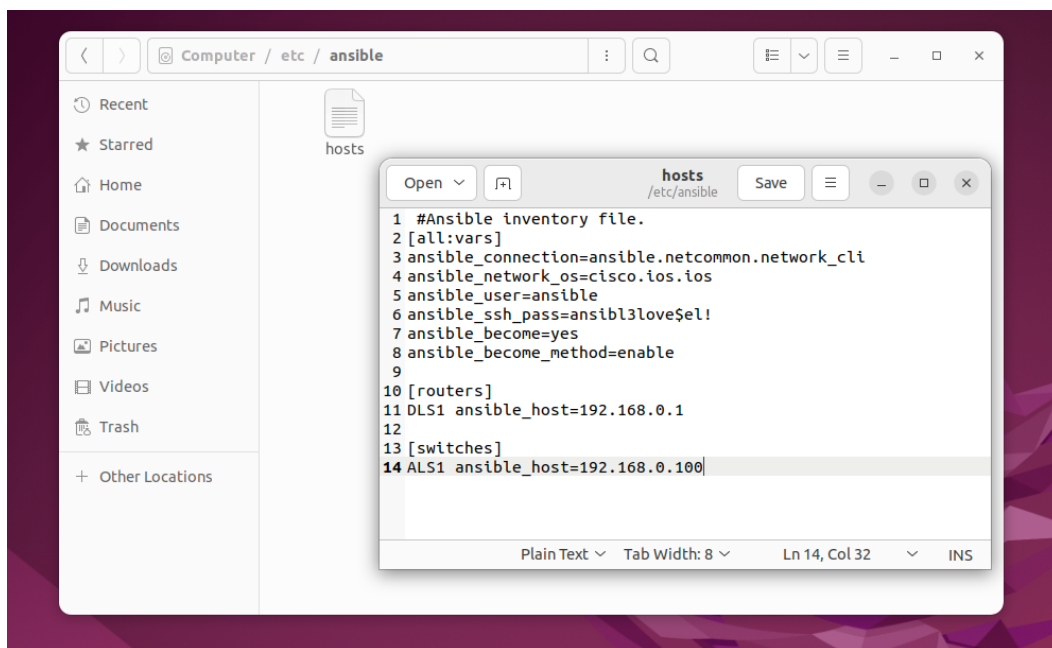 Computer / etc / ansible
Recent
Starred
Home
Documents
Downloads
Music
Pictures
Videos
Trash
+ Other Locations
hosts
Open
hosts
/etc/ansible
Save
1 #Ansible inventory file.
2 [all:vars]
3 ansible_connection=ansible.netcommon.network_cli
4 ansible_network_os=cisco.ios.ios
5 ansible_user=ansible
6 ansible_ssh_pass=ansibl3love$el!
7 ansible_become=yes
8 ansible_become_method=enable
9
10 [routers]
11 DLS1 ansible_host=192.168.0.1
12
13 [switches]
14 ALS1 ansible_host=192.168.0.100
Plain Text Tab Width: 8 Ln 14, Col 32 INS